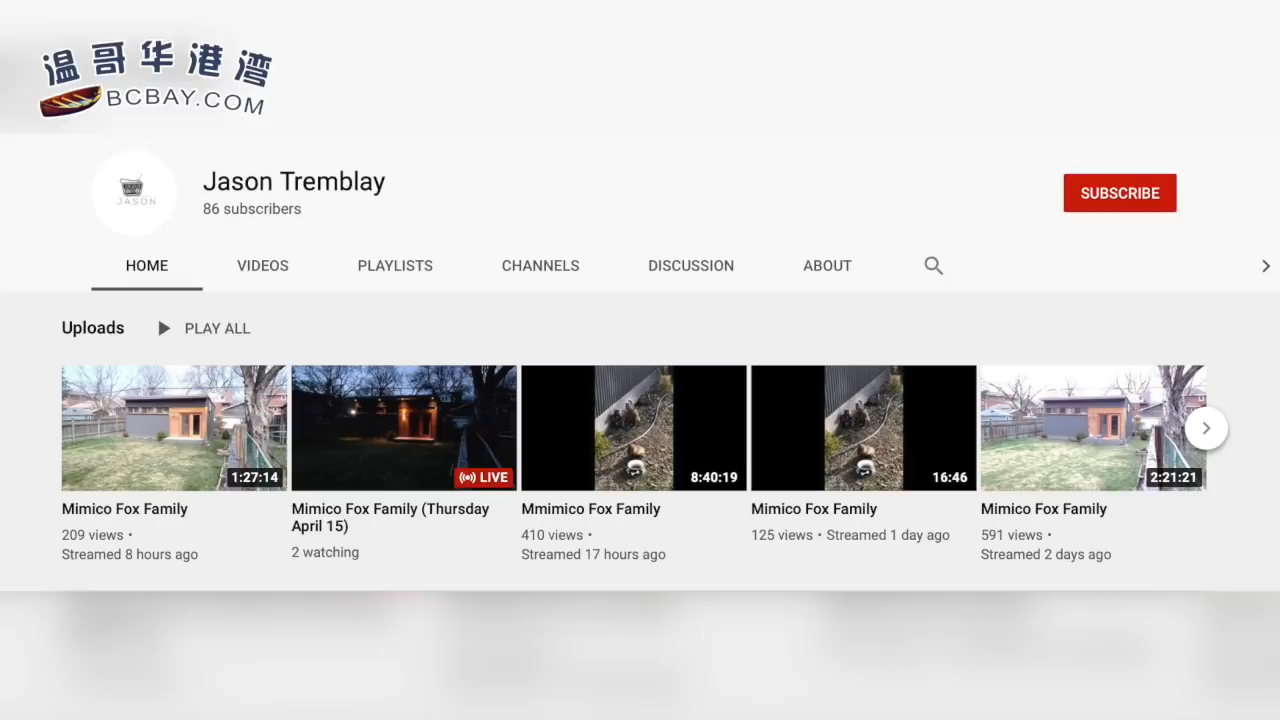 温哥华港湾
BCBAY.COM
JASON
Jason Tremblay
86 subscribers
SUBSCRIBE
HOME VIDEOS PLAYLISTS CHANNELS DISCUSSION ABOUT
Uploads PLAY ALL
1:27:14 LIVE 8:40:19 16:46 2:21:21
Mimico Fox Family
209 views •
Streamed 8 hours ago
Mimico Fox Family (Thursday
April 15)
2 watching
Mmimico Fox Family
410 views •
Streamed 17 hours ago
Mimico Fox Family
125 views • Streamed 1 day ago
Mimico Fox Family
591 views •
Streamed 2 days ago